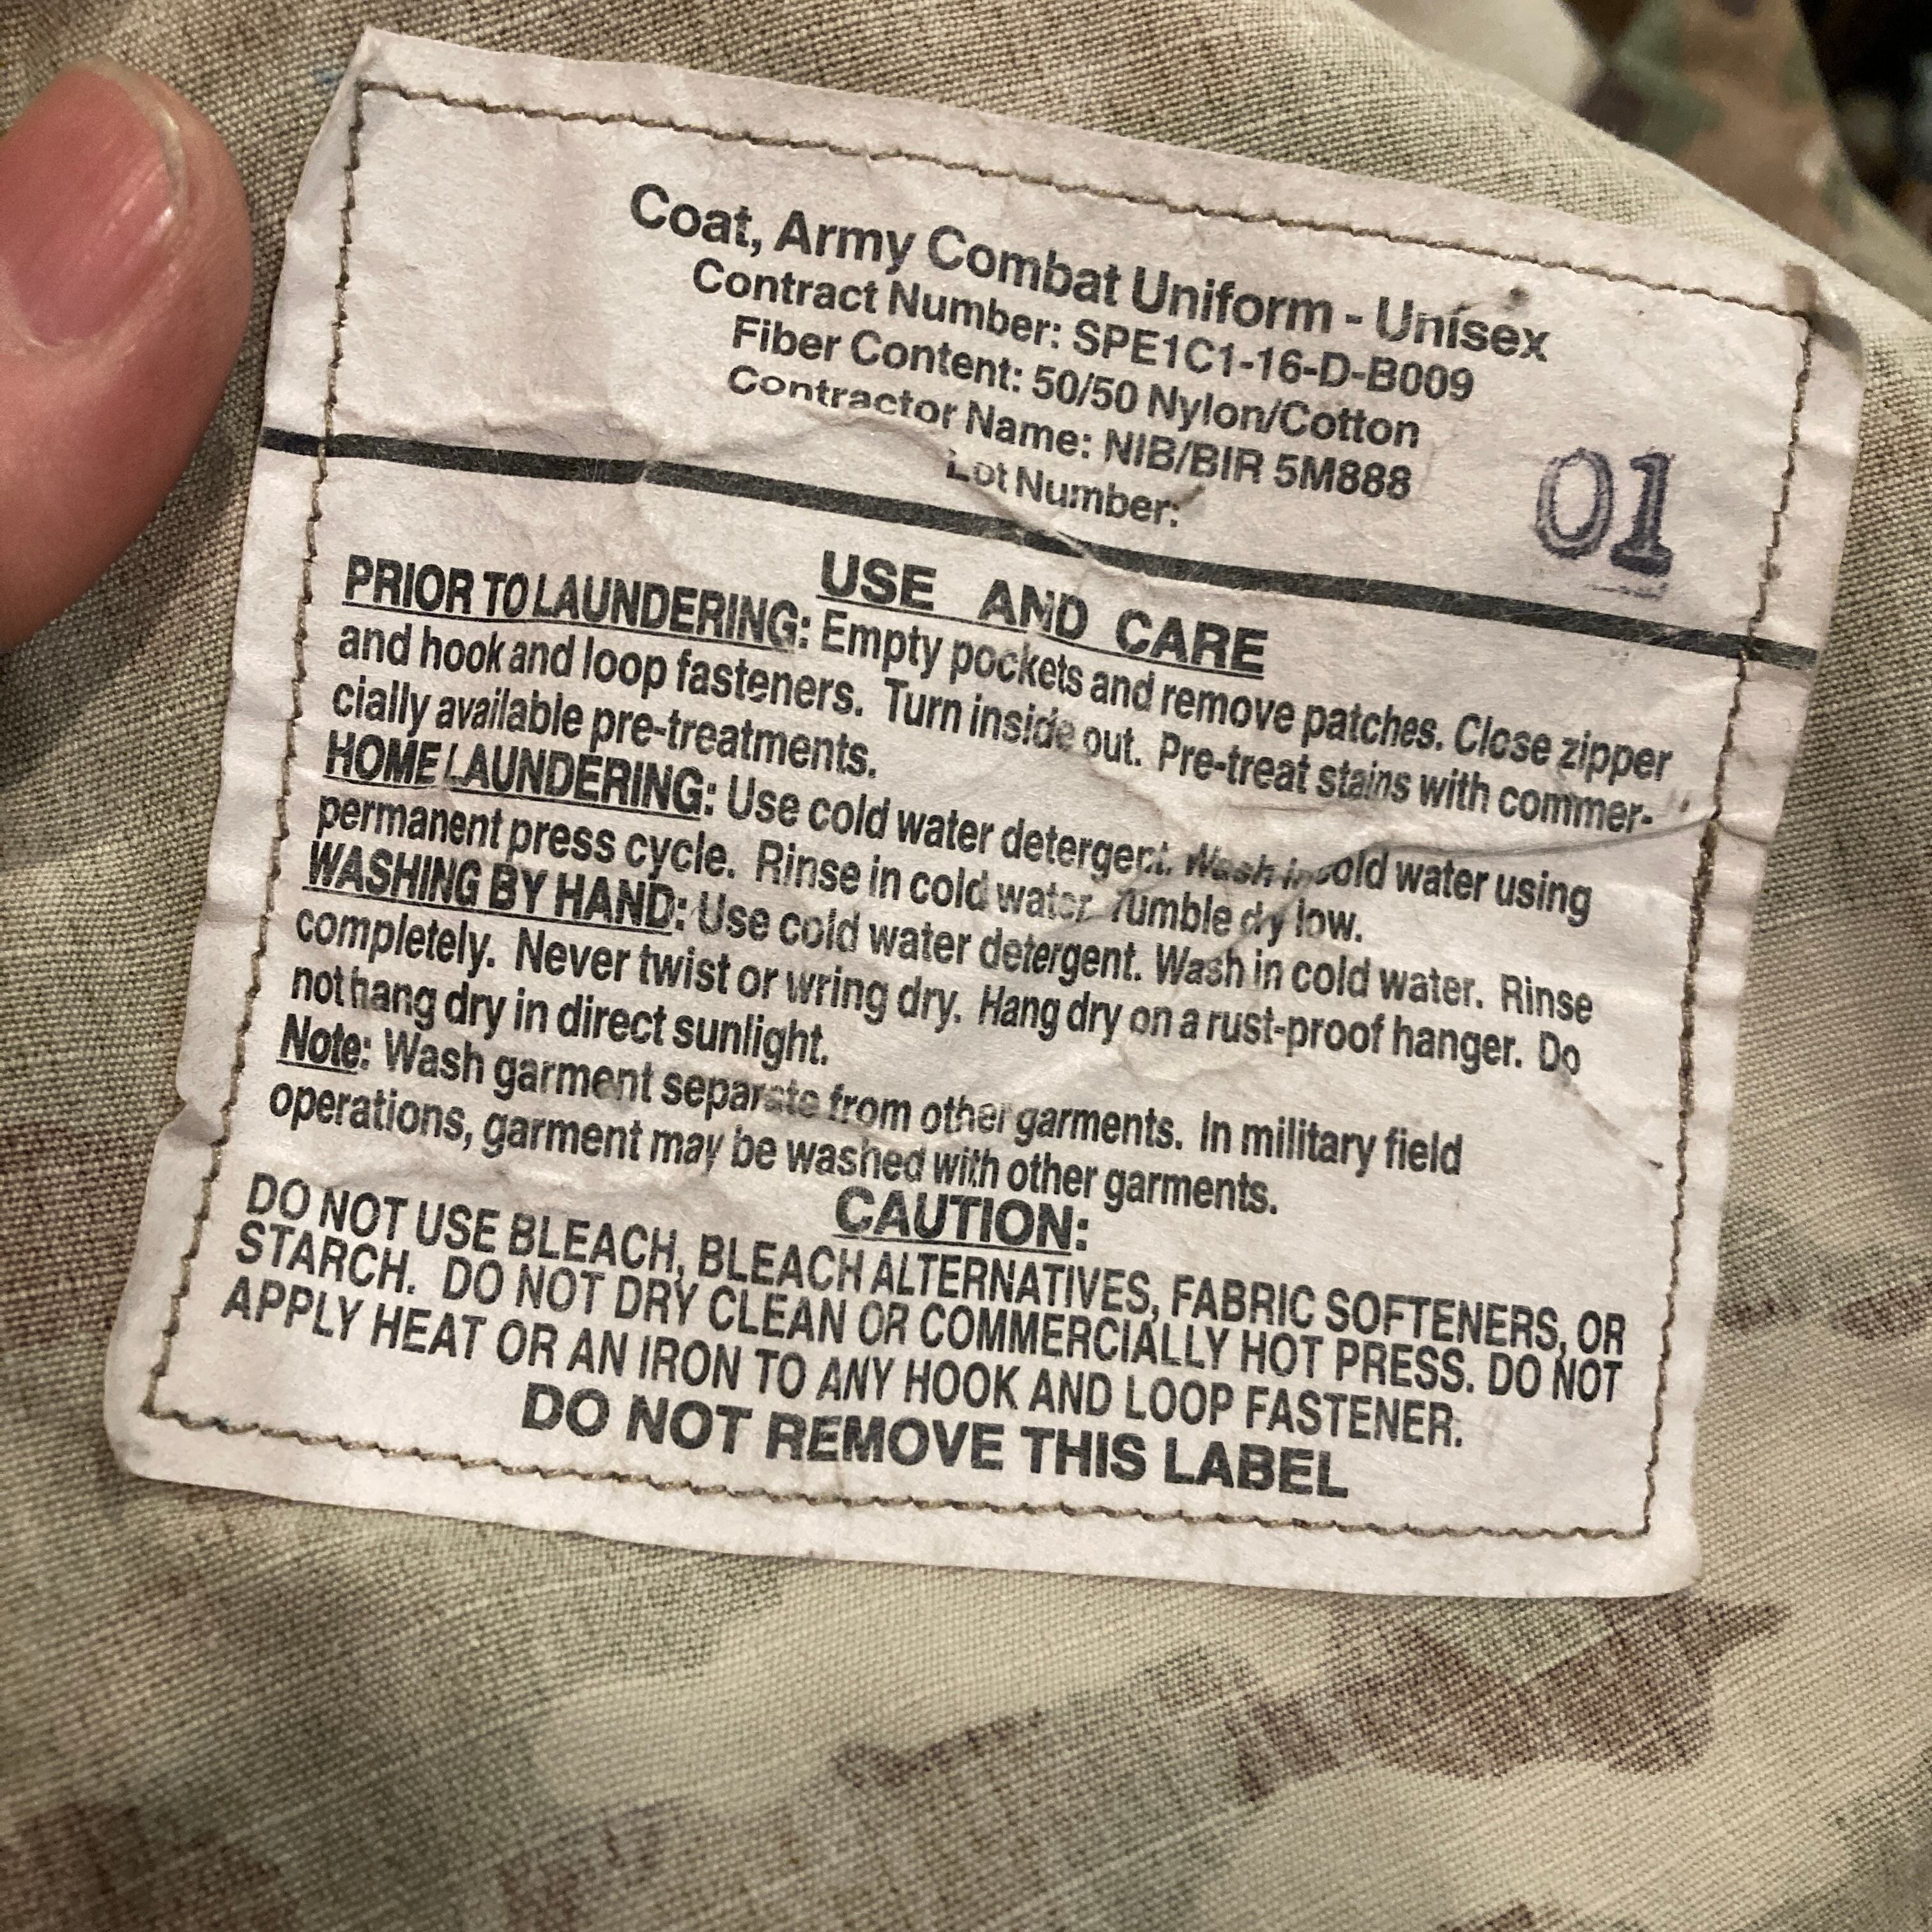 Coat, Army Combat Uniform - Unisex
Contract Number: SPE1C1-16-D-B009
Fiber Content: 50/50 Nylon/Cotton
Contractor Name: NIB/BIR 5M888
Lot Number:
01
USE AND CARE
PRIOR TO LAUNDERING: Empty pockets and remove patches. Close zipper
and hook and loop fasteners. Turn inside out. Pre-treat stains with commer-
cially available pre-treatments.
HOME LAUNDERING: Use cold water detergent. Wash in cold water using
permanent press cycle. Rinse in cold water. Tumble dry low.
WASHING BY HAND: Use cold water detergent. Wash in cold water. Rinse
completely. Never twist or wring dry. Hang dry on a rust-proof hanger. Do
not hang dry in direct sunlight.
Note: Wash garment separate from other garments. In military field
operations, garment may be washed with other garments.
CAUTION:
DO NOT USE BLEACH, BLEACH ALTERNATIVES, FABRIC SOFTENERS, OR
STARCH. DO NOT DRY CLEAN OR COMMERCIALLY HOT PRESS. DO NOT
APPLY HEAT OR AN IRON TO ANY HOOK AND LOOP FASTENER.
DO NOT REMOVE THIS LABEL